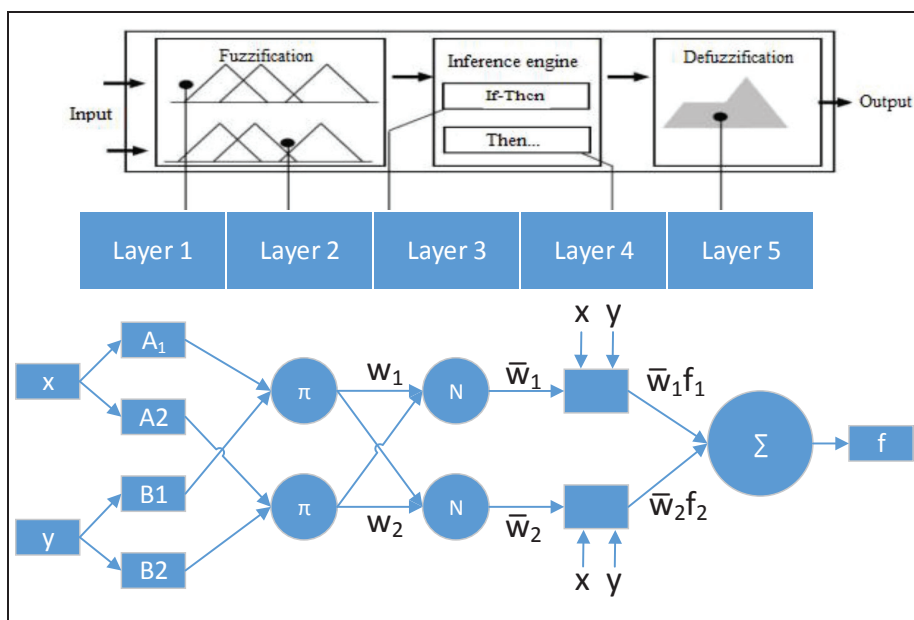 Fuzzification
Inference engine
Defuzzification
Input
If-Then
Then...
Output
Layer 1 Layer 2 Layer 3 Layer 4 Layer 5
x y
A₁
x
A2
π w₁ N w̅₁ w̅₁f₁
Σ f
B1
y
B2
π w₂ N w̅₂ w̅₂f₂
x y